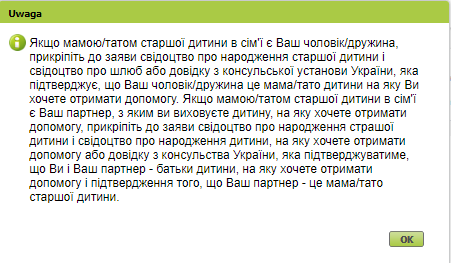 Uwaga
Якщо мамою/татом старшої дитини в сім'ї є Ваш чоловік/дружина,
прикріпіть до заяви свідоцтво про народження старшої дитини і
свідоцтво про шлюб або довідку з консульської установи України, яка
підтверджує, що Ваш чоловік/дружина це мама/тато дитини на яку Ви
хочете отримати допомогу. Якщо мамою/татом старшої дитини в сім'ї
є Ваш партнер, з яким ви виховуєте дитину, на яку хочете отримати
допомогу, прикріпіть до заяви свідоцтво про народження страшої
дитини і свідоцтво про народження дитини, на яку хочете отримати
допомогу або довідку з консульства України, яка підтверджуватиме,
що Ви і Ваш партнер - батьки дитини, на яку хочете отримати
допомогу і підтвердження того, що Ваш партнер - це мама/тато
старшої дитини.
OK